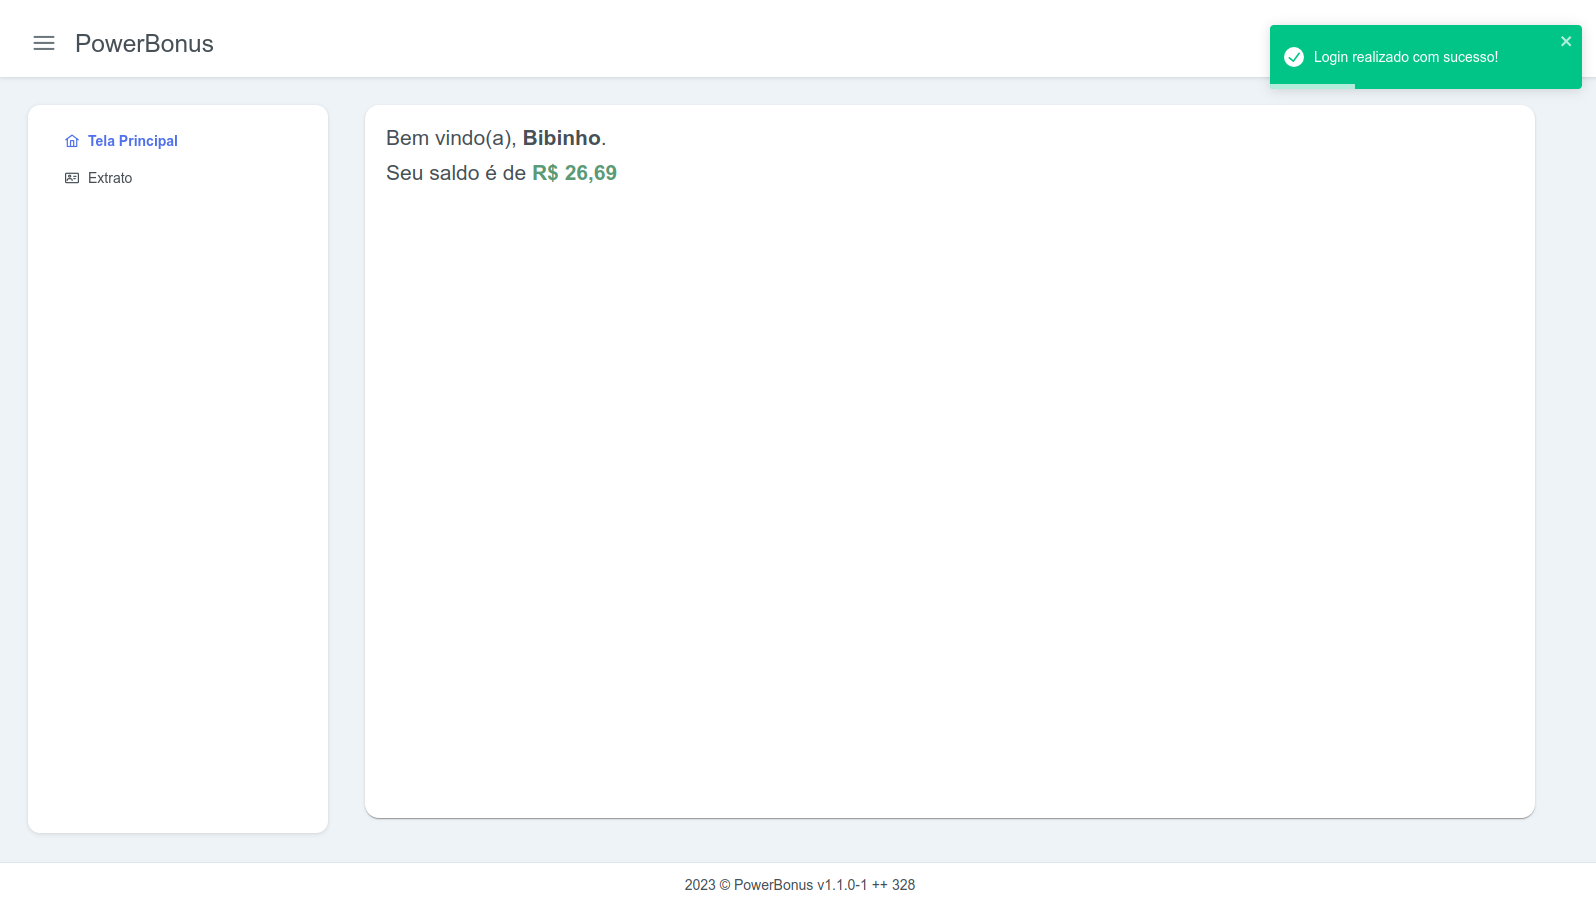 PowerBonus
Login realizado com sucesso!
Tela Principal
Extrato
Bem vindo(a), Bibinho.
Seu saldo é de R$ 26,69
2023 © PowerBonus v1.1.0-1 ++ 328